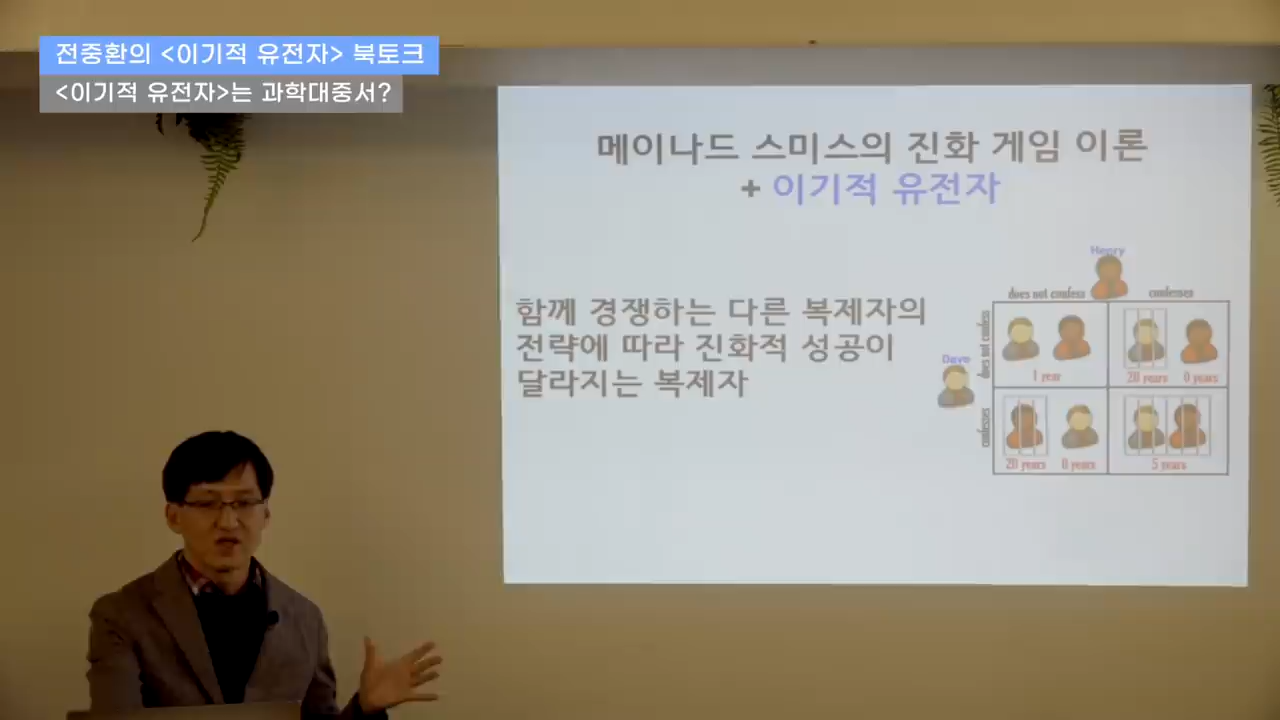 전중환의 <이기적 유전자> 북토크
<이기적 유전자>는 과학대중서?
메이나드 스미스의 진화 게임 이론
+ 이기적 유전자
함께 경쟁하는 다른 복제자의
전략에 따라 진화적 성공이
달라지는 복제자
Henry
does not confess
confesses
Dave
does not confess
1 year
20 years
0 years
confesses
20 years
0 years
5 years